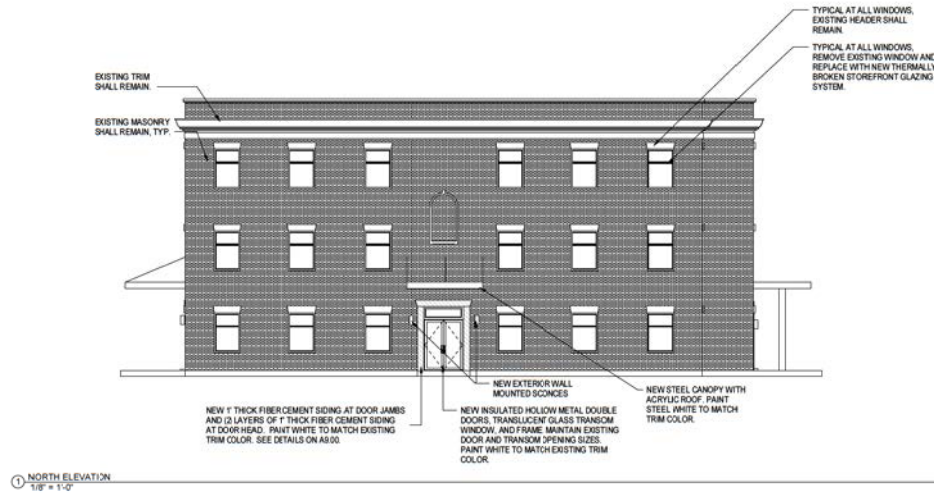 TYPICAL AT ALL WINDOWS,
EXISTING HEADER SHALL
REMAIN.
TYPICAL AT ALL WINDOWS,
REMOVE EXISTING WINDOW AND
REPLACE WITH NEW THERMALLY
BROKEN STOREFRONT GLAZING
SYSTEM.
EXISTING TRIM
SHALL REMAIN.
EXISTING MASONRY
SHALL REMAIN, TYP.
NEW EXTERIOR WALL
MOUNTED SCONCES
NEW STEEL CANOPY WITH
ACRYLIC ROOF. PAINT
STEEL WHITE TO MATCH
TRIM COLOR.
NEW 1" THICK FIBER CEMENT SIDING AT DOOR JAMBS
AND (2) LAYERS OF 1" THICK FIBER CEMENT SIDING
AT DOOR HEAD. PAINT WHITE TO MATCH EXISTING
TRIM COLOR. SEE DETAILS ON A9.00.
NEW INSULATED HOLLOW METAL DOUBLE
DOORS, TRANSLUCENT GLASS TRANSOM
WINDOW, AND FRAME MAINTAIN EXISTING
DOOR AND TRANSOM OPENING SIZES.
PAINT WHITE TO MATCH EXISTING TRIM
COLOR.
1 NORTH ELEVATION
1/8" = 1'-0"